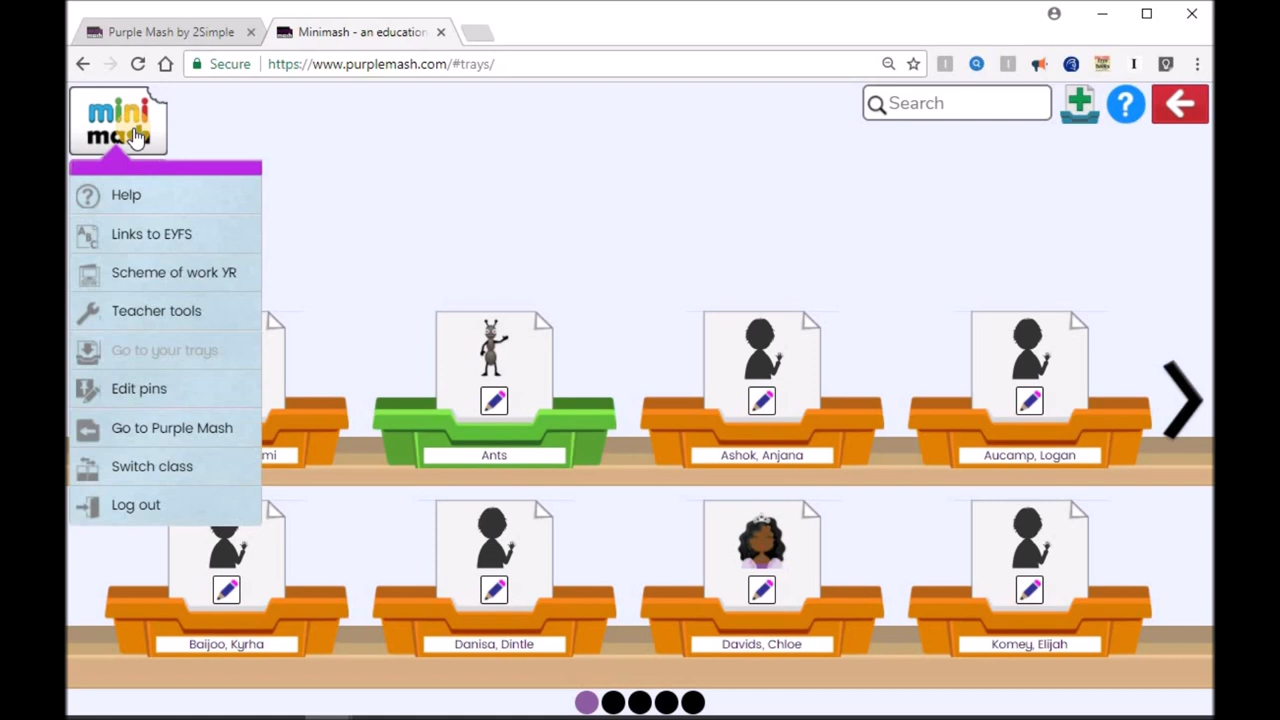 Purple Mash by 2Simple
Minimash - an education
Secure
https://www.purplemash.com/#trays/
mini
mash
Search
Help
Links to EYFS
Scheme of work YR
Teacher tools
Go to your trays
Edit pins
Go to Purple Mash
Switch class
Log out
mi
Ants
Ashok, Anjana
Aucamp, Logan
Baijoo, Kyrha
Danisa, Dintle
Davids, Chloe
Komey, Elijah